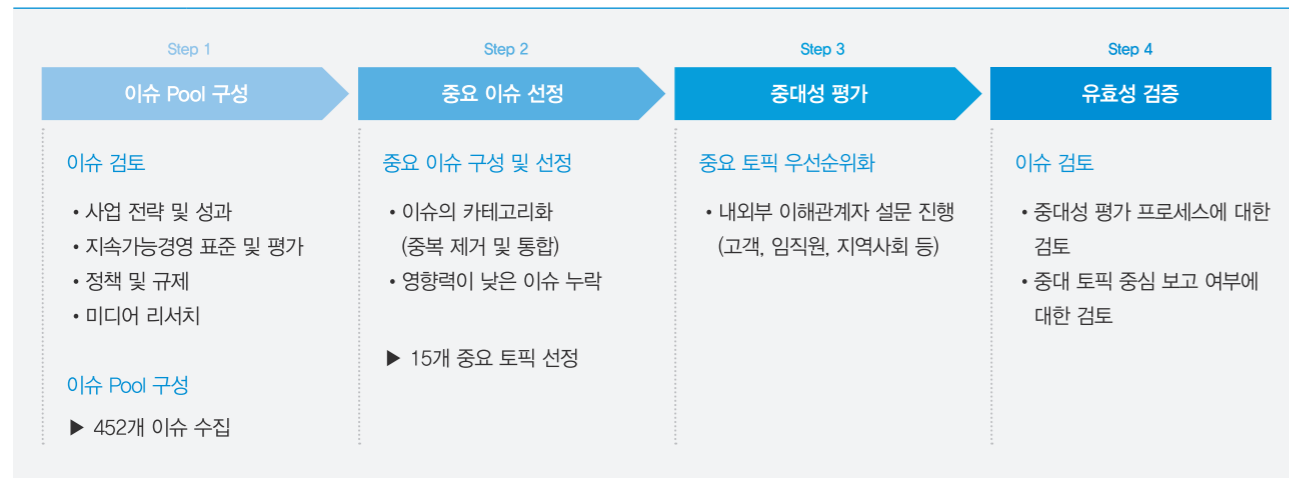 Step 1
이슈 Pool 구성
이슈 검토
• 사업 전략 및 성과
• 지속가능경영 표준 및 평가
• 정책 및 규제
• 미디어 리서치
이슈 Pool 구성
▶ 452개 이슈 수집
Step 2
중요 이슈 선정
중요 이슈 구성 및 선정
• 이슈의 카테고리화
(중복 제거 및 통합)
• 영향력이 낮은 이슈 누락
▶ 15개 중요 토픽 선정
Step 3
중대성 평가
중요 토픽 우선순위화
• 내외부 이해관계자 설문 진행
(고객, 임직원, 지역사회 등)
Step 4
유효성 검증
이슈 검토
• 중대성 평가 프로세스에 대한
검토
• 중대 토픽 중심 보고 여부에
대한 검토